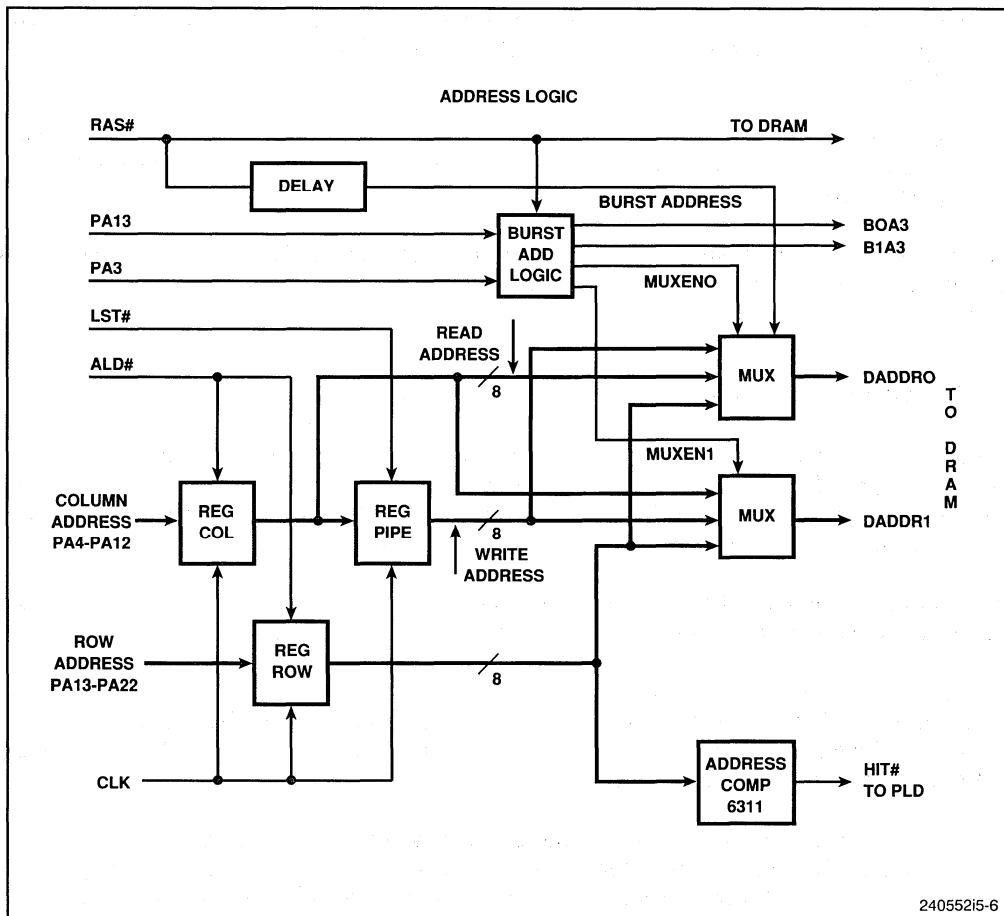 ADDRESS LOGIC
RAS#
TO DRAM
DELAY
BURST ADDRESS
PA13
BURST
ADD
LOGIC
BOA3
B1A3
PA3
MUXENO
LST#
READ
ADDRESS
ALD#
8
MUX
DADDRO
TO DRAM
MUXEN1
COLUMN
ADDRESS
PA4-PA12
REG
COL
REG
PIPE
8
WRITE
ADDRESS
MUX
DADDR1
ROW
ADDRESS
PA13-PA22
REG
ROW
8
CLK
ADDRESS
COMP
6311
HIT#
TO PLD
240552i5-6